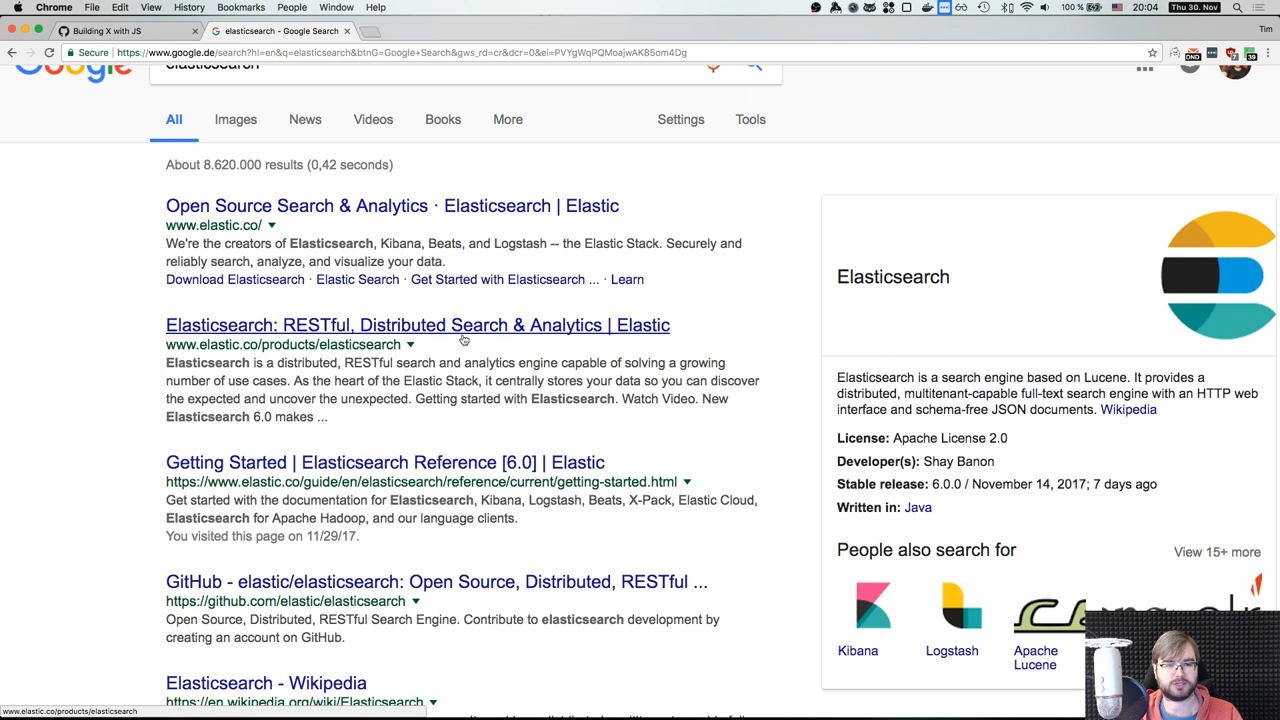 Chrome File Edit View History Bookmarks People Window Help 100 % Thu 30. Nov 20:04
Building X with JS elasticsearch - Google Search Tim
Secure https://www.google.de/search?hl=en&q=elasticsearch&btnG=Google+Search&gws_rd=cr&dcr=0&ei=PVYgWqPQMoajwAK85om4Dg
Google elasticsearch
All Images News Videos Books More Settings Tools
About 8.620.000 results (0,42 seconds)
Open Source Search & Analytics · Elasticsearch | Elastic
www.elastic.co/
We're the creators of Elasticsearch, Kibana, Beats, and Logstash -- the Elastic Stack. Securely and
reliably search, analyze, and visualize your data.
Download Elasticsearch · Elastic Search · Get Started with Elasticsearch ... · Learn
Elasticsearch: RESTful, Distributed Search & Analytics | Elastic
www.elastic.co/products/elasticsearch
Elasticsearch is a distributed, RESTful search and analytics engine capable of solving a growing
number of use cases. As the heart of the Elastic Stack, it centrally stores your data so you can discover
the expected and uncover the unexpected. Getting started with Elasticsearch. Watch Video. New
Elasticsearch 6.0 makes ...
Getting Started | Elasticsearch Reference [6.0] | Elastic
https://www.elastic.co/guide/en/elasticsearch/reference/current/getting-started.html
Get started with the documentation for Elasticsearch, Kibana, Logstash, Beats, X-Pack, Elastic Cloud,
Elasticsearch for Apache Hadoop, and our language clients.
You visited this page on 11/29/17.
GitHub - elastic/elasticsearch: Open Source, Distributed, RESTful ...
https://github.com/elastic/elasticsearch
Open Source, Distributed, RESTful Search Engine. Contribute to elasticsearch development by
creating an account on GitHub.
Elasticsearch - Wikipedia
https://en.wikipedia.org/wiki/Elasticsearch
www.elastic.co/products/elasticsearch
Elasticsearch
Elasticsearch is a search engine based on Lucene. It provides a
distributed, multitenant-capable full-text search engine with an HTTP web
interface and schema-free JSON documents. Wikipedia
License: Apache License 2.0
Developer(s): Shay Banon
Stable release: 6.0.0 / November 14, 2017; 7 days ago
Written in: Java
People also search for View 15+ more
Kibana Logstash Apache
Lucene